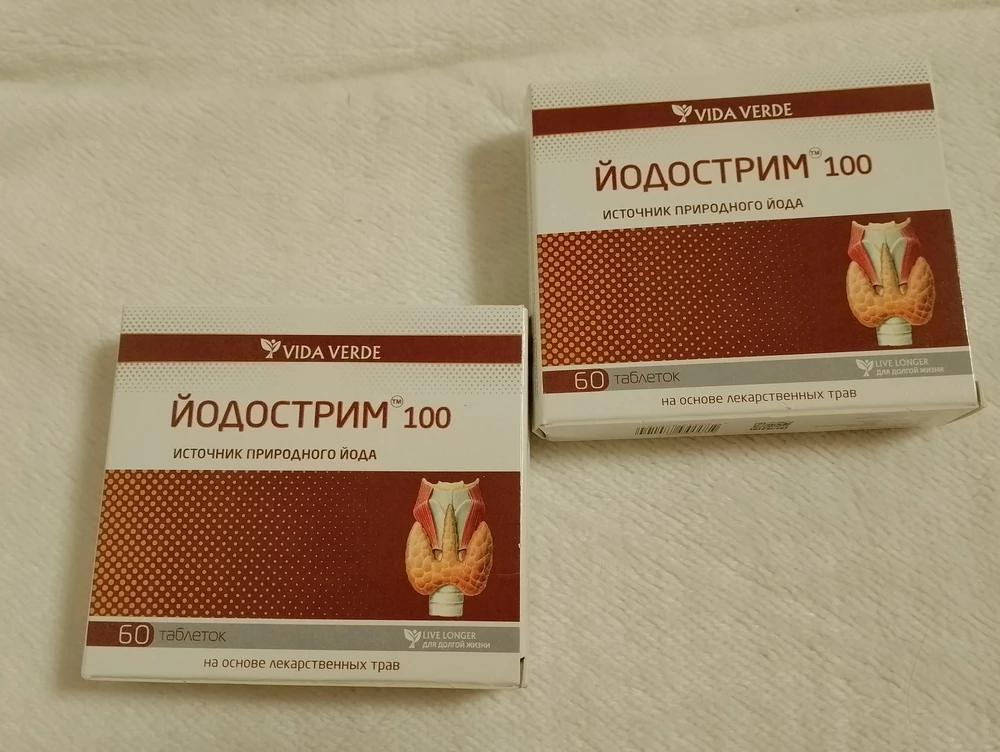 VIDA VERDE
ЙОДОСТРИМ™ 100
ИСТОЧНИК ПРИРОДНОГО ЙОДА
60 таблеток
LIVE LONGER
ДЛЯ ДОЛГОЙ ЖИЗНИ
на основе лекарственных трав
VIDA VERDE
ЙОДОСТРИМ™ 100
ИСТОЧНИК ПРИРОДНОГО ЙОДА
60 таблеток
LIVE LONGER
ДЛЯ ДОЛГОЙ ЖИЗНИ
на основе лекарственных трав